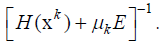 [H(x^k) + μ_k E]^{-1}.